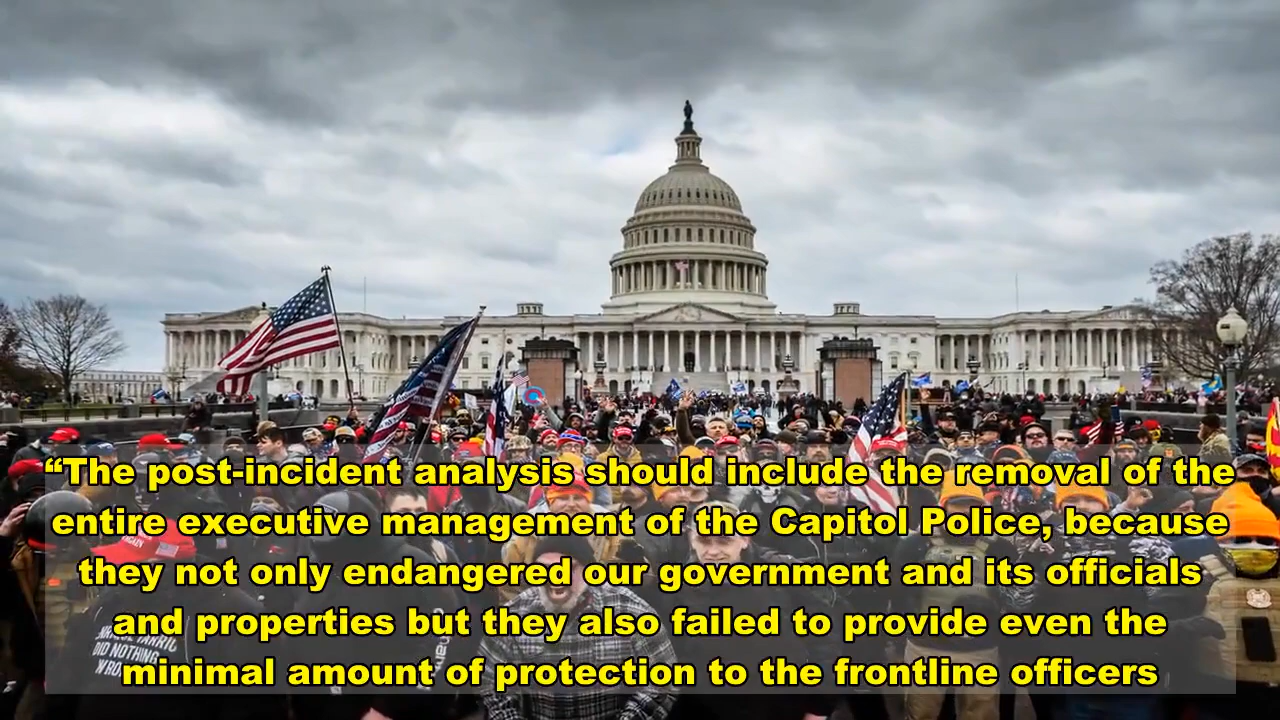 “The post-incident analysis should include the removal of the
entire executive management of the Capitol Police, because
they not only endangered our government and its officials
and properties but they also failed to provide even the
minimal amount of protection to the frontline officers
DID NOTHING